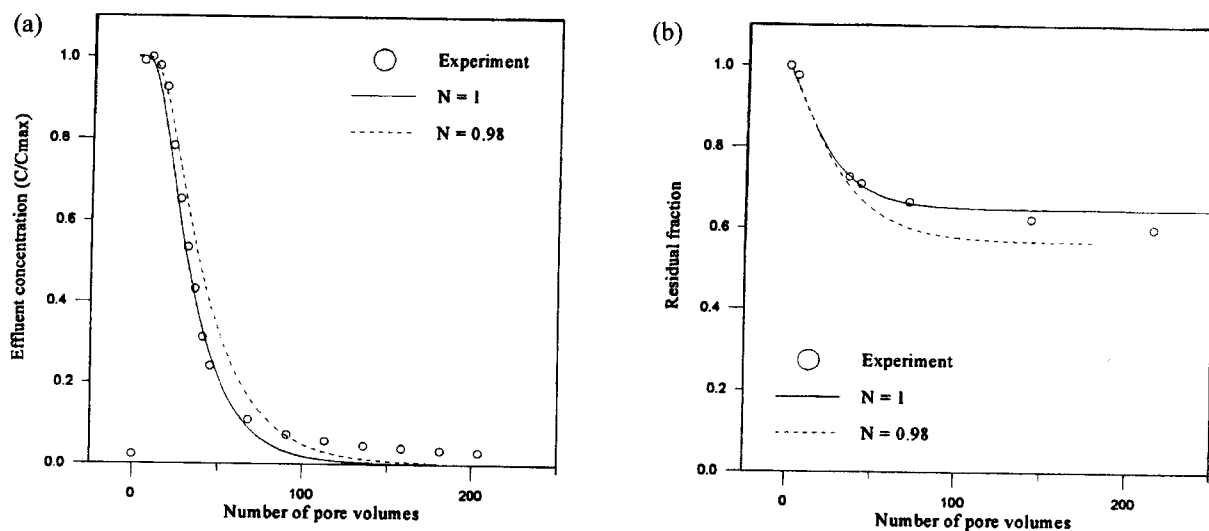 (a)
Effluent concentration (C/Cmax)
1.0
0.8
0.6
0.4
0.2
0.0
Experiment
N = 1
N = 0.98
0
100
200
Number of pore volumes
(b)
Residual fraction
1.0
0.8
0.6
0.4
0.2
0.0
Experiment
N = 1
N = 0.98
0
100
200
Number of pore volumes